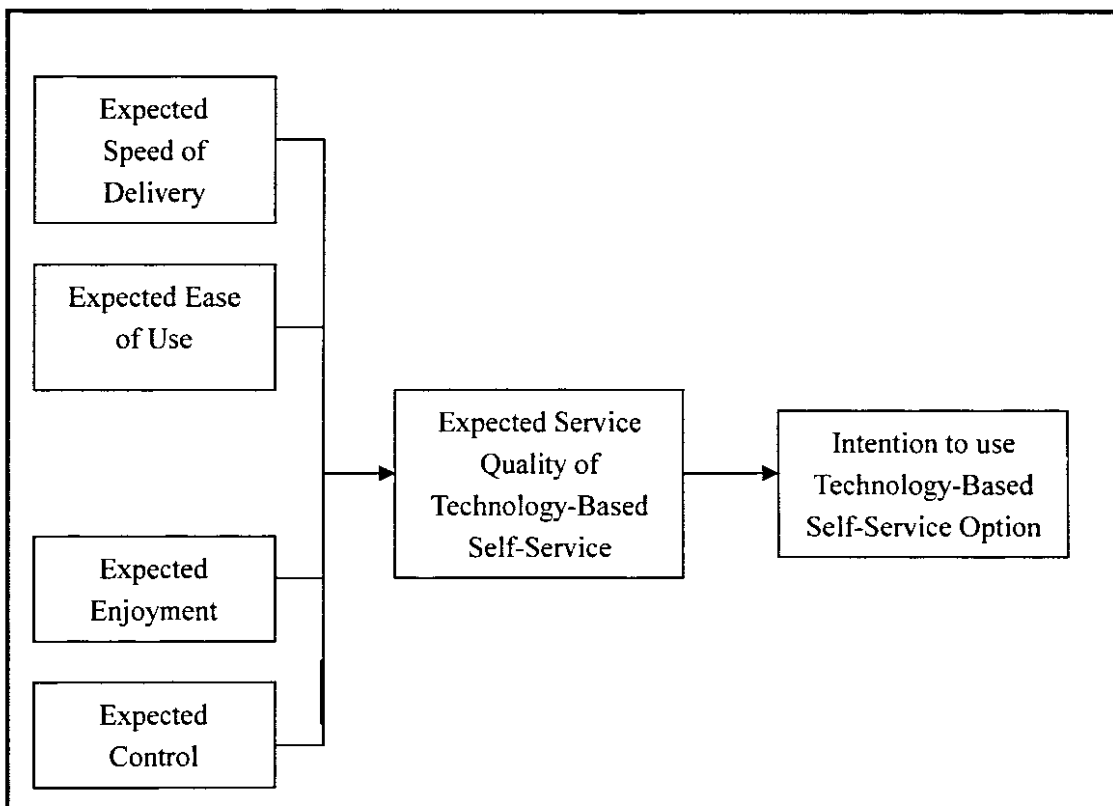 Expected
Speed of
Delivery
Expected Ease
of Use
Expected
Enjoyment
Expected
Control
Expected Service
Quality of
Technology-Based
Self-Service
Intention to use
Technology-Based
Self-Service Option